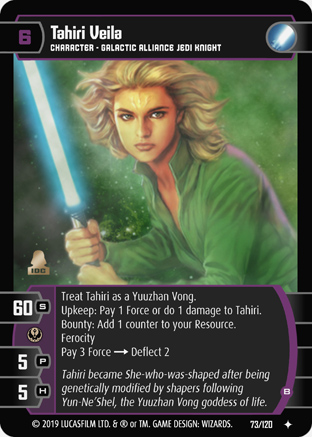 6
Tahiri Veila
CHARACTER - GALACTIC ALLIANCE JEDI KNIGHT
IDC
60 S
5 P
5 H
Treat Tahiri as a Yuuzhan Vong.
Upkeep: Pay 1 Force or do 1 damage to Tahiri.
Bounty: Add 1 counter to your Resource.
Ferocity
Pay 3 Force → Deflect 2
Tahiri became She-who-was-shaped after being
genetically modified by shapers following
Yun-Ne'Shel, the Yuuzhan Vong goddess of life.
B
© 2019 LUCASFILM LTD. & ® or TM. GAME DESIGN: WIZARDS.
73/120